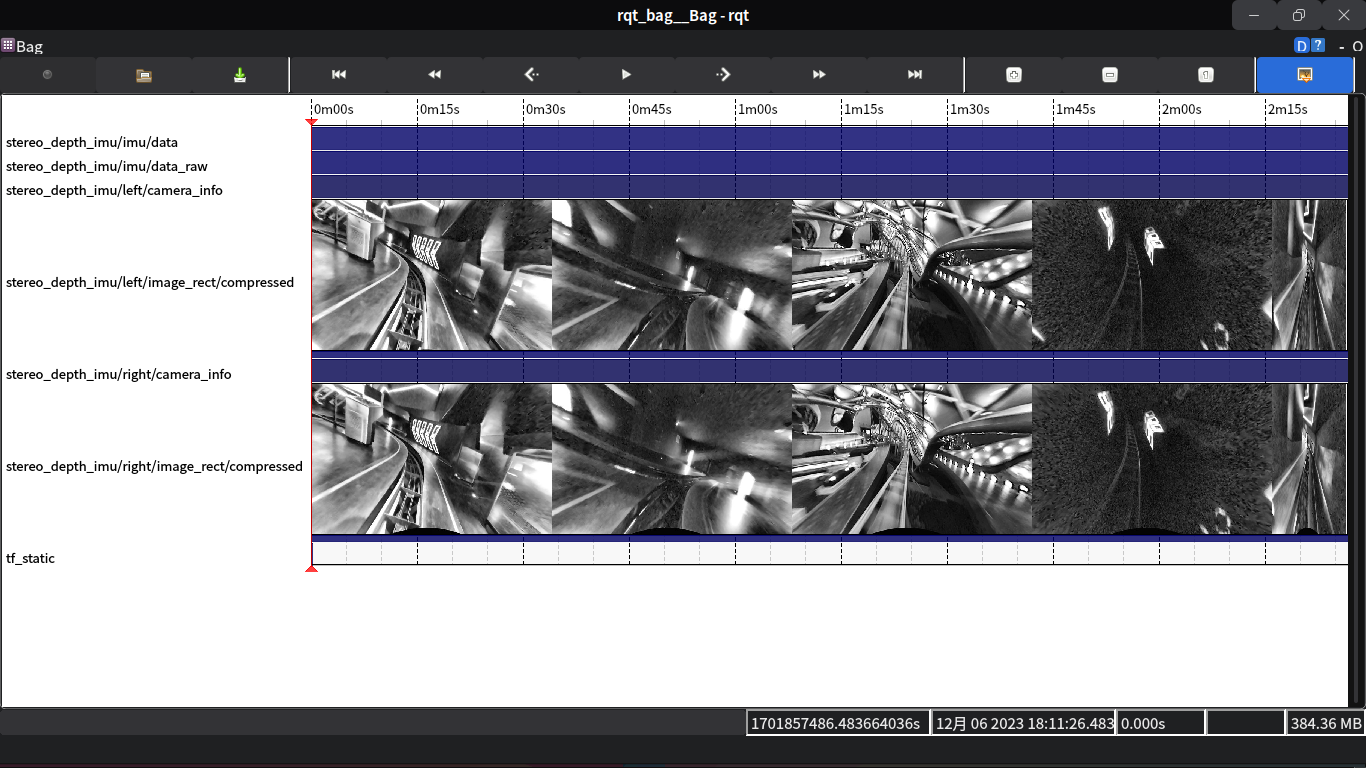 rqt_bag__Bag - rqt
Bag
D ? - O
0m00s 0m15s 0m30s 0m45s 1m00s 1m15s 1m30s 1m45s 2m00s 2m15s
stereo_depth_imu/imu/data
stereo_depth_imu/imu/data_raw
stereo_depth_imu/left/camera_info
stereo_depth_imu/left/image_rect/compressed
stereo_depth_imu/right/camera_info
stereo_depth_imu/right/image_rect/compressed
tf_static
1701857486.483664036s 12月 06 2023 18:11:26.483 0.000s 384.36 MB